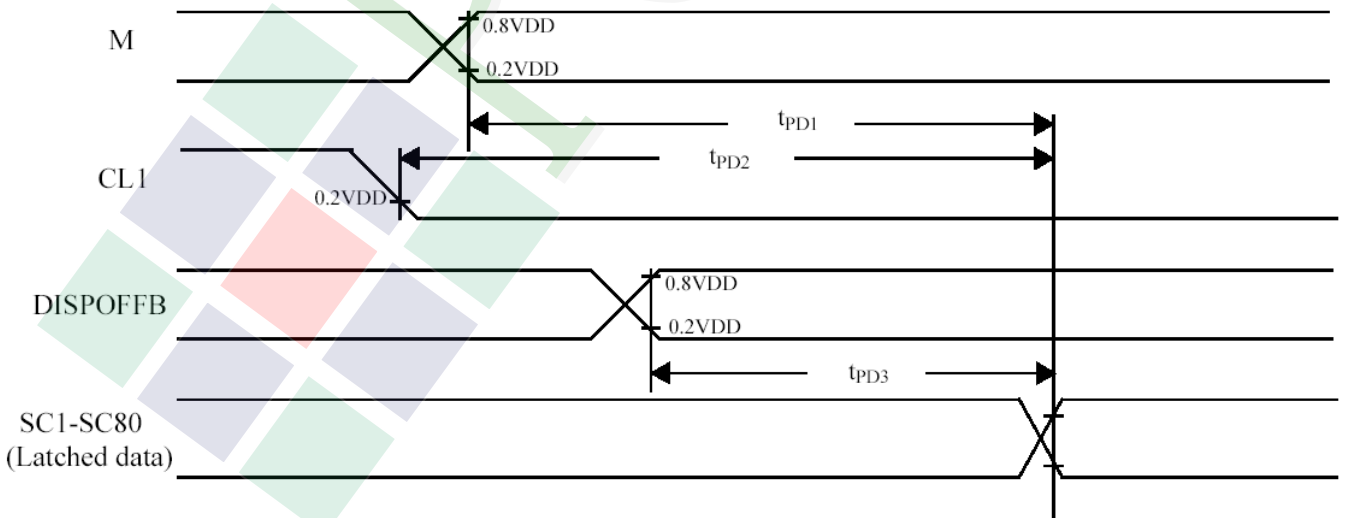 M
0.8VDD
0.2VDD
tPD1
tPD2
CL1
0.2VDD
DISPOFFB
0.8VDD
0.2VDD
tPD3
SC1-SC80
(Latched data)